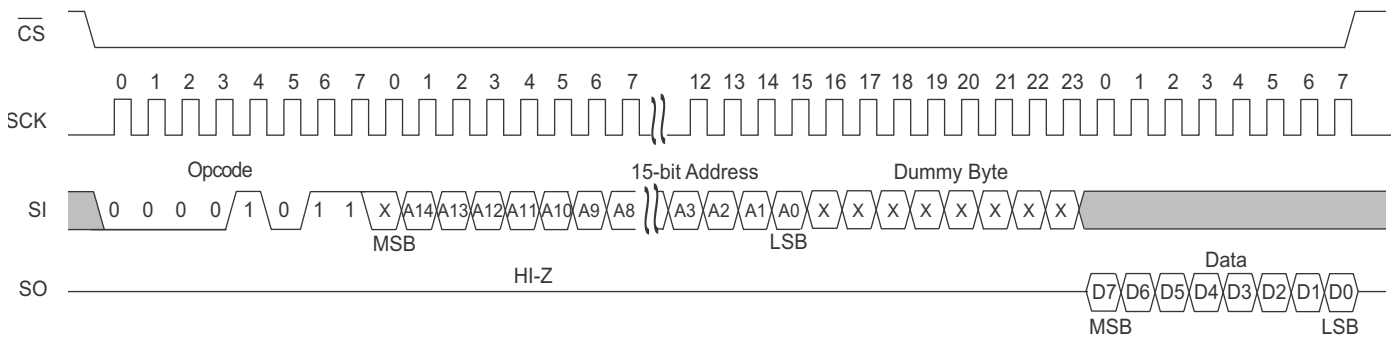 CS
0 1 2 3 4 5 6 7 0 1 2 3 4 5 6 7 12 13 14 15 16 17 18 19 20 21 22 23 0 1 2 3 4 5 6 7
SCK
Opcode 15-bit Address Dummy Byte
SI 0 0 0 0 1 0 1 1 X A14 A13 A12 A11 A10 A9 A8 A3 A2 A1 A0 X X X X X X X X
MSB LSB
HI-Z Data
SO D7 D6 D5 D4 D3 D2 D1 D0
MSB LSB